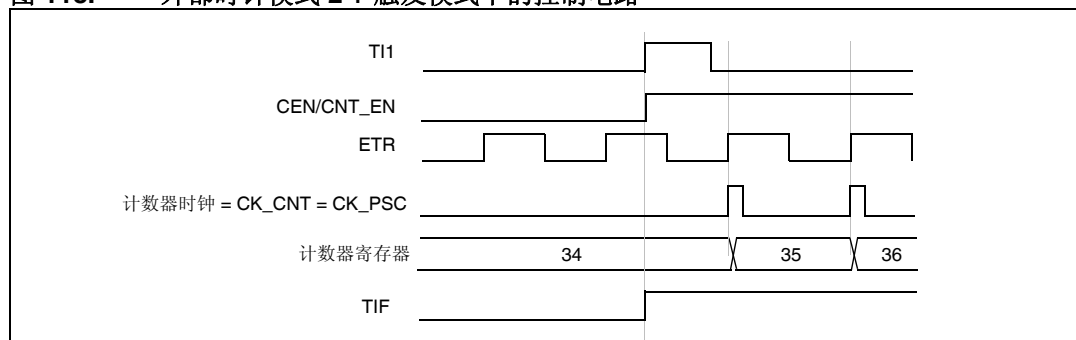 TI1
CEN/CNT_EN
ETR
计数器时钟 = CK_CNT = CK_PSC
计数器寄存器 34 35 36
TIF